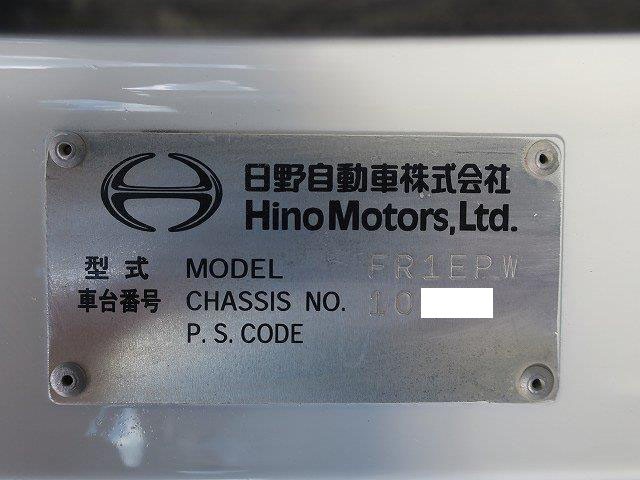 日野自動車株式会社
Hino Motors, Ltd.
型式 MODEL FR1EPW
車台番号 CHASSIS NO. 10
P. S. CODE